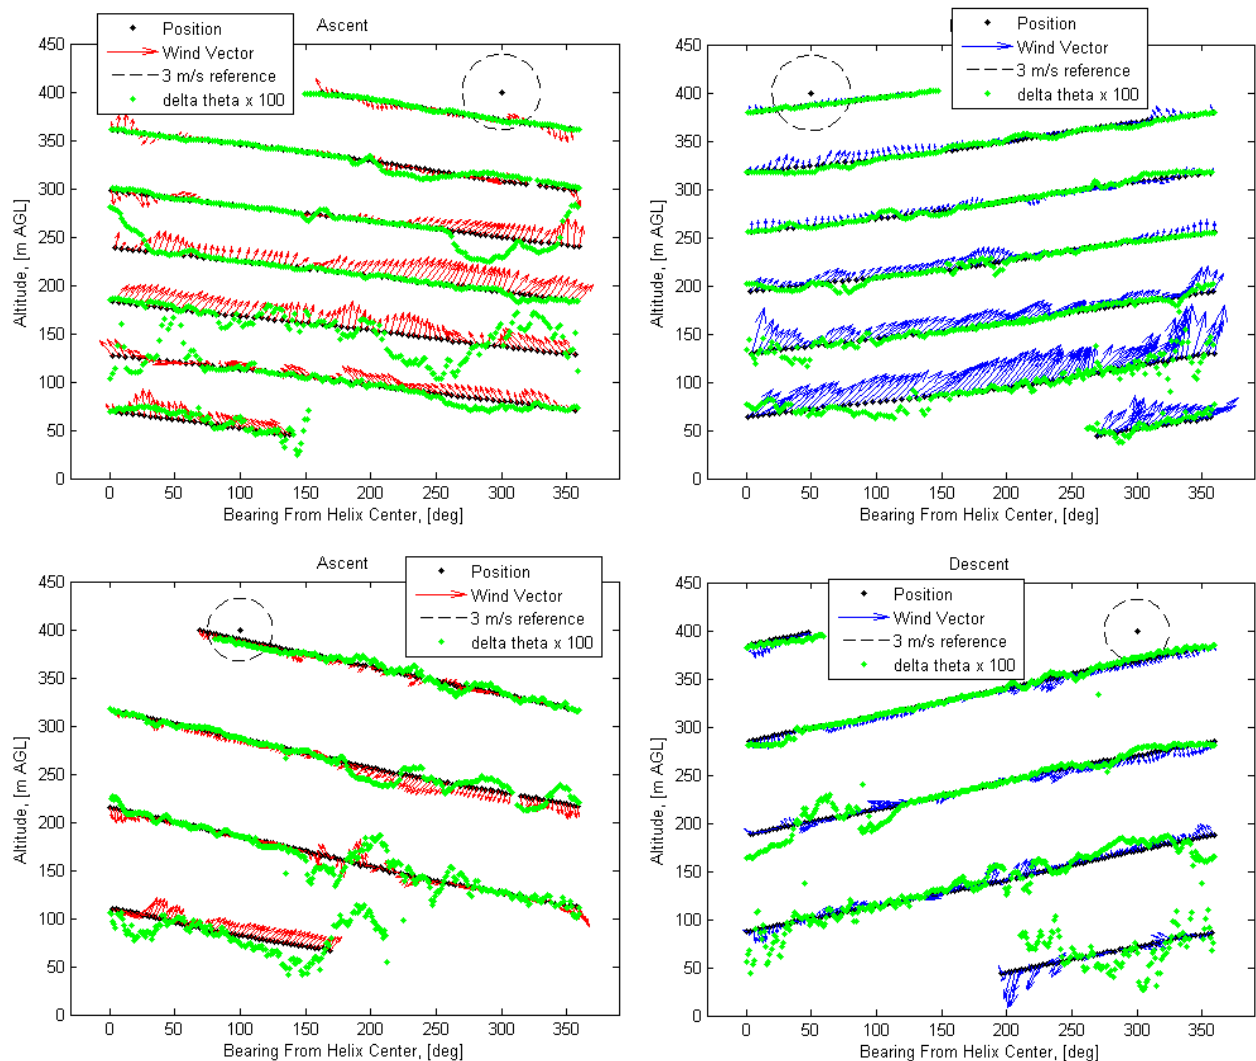 Ascent
Position
Wind Vector
3 m/s reference
delta theta x 100
450
400
350
300
250
200
150
100
50
0
Altitude, [m AGL]
0 50 100 150 200 250 300 350
Bearing From Helix Center, [deg]
Position
Wind Vector
3 m/s reference
delta theta x 100
450
400
350
300
250
200
150
100
50
0
Altitude, [m AGL]
0 50 100 150 200 250 300 350
Bearing From Helix Center, [deg]
Ascent
Position
Wind Vector
3 m/s reference
delta theta x 100
450
400
350
300
250
200
150
100
50
0
Altitude, [m AGL]
0 50 100 150 200 250 300 350
Bearing From Helix Center, [deg]
Descent
Position
Wind Vector
3 m/s reference
delta theta x 100
450
400
350
300
250
200
150
100
50
0
Altitude, [m AGL]
0 50 100 150 200 250 300 350
Bearing From Helix Center, [deg]